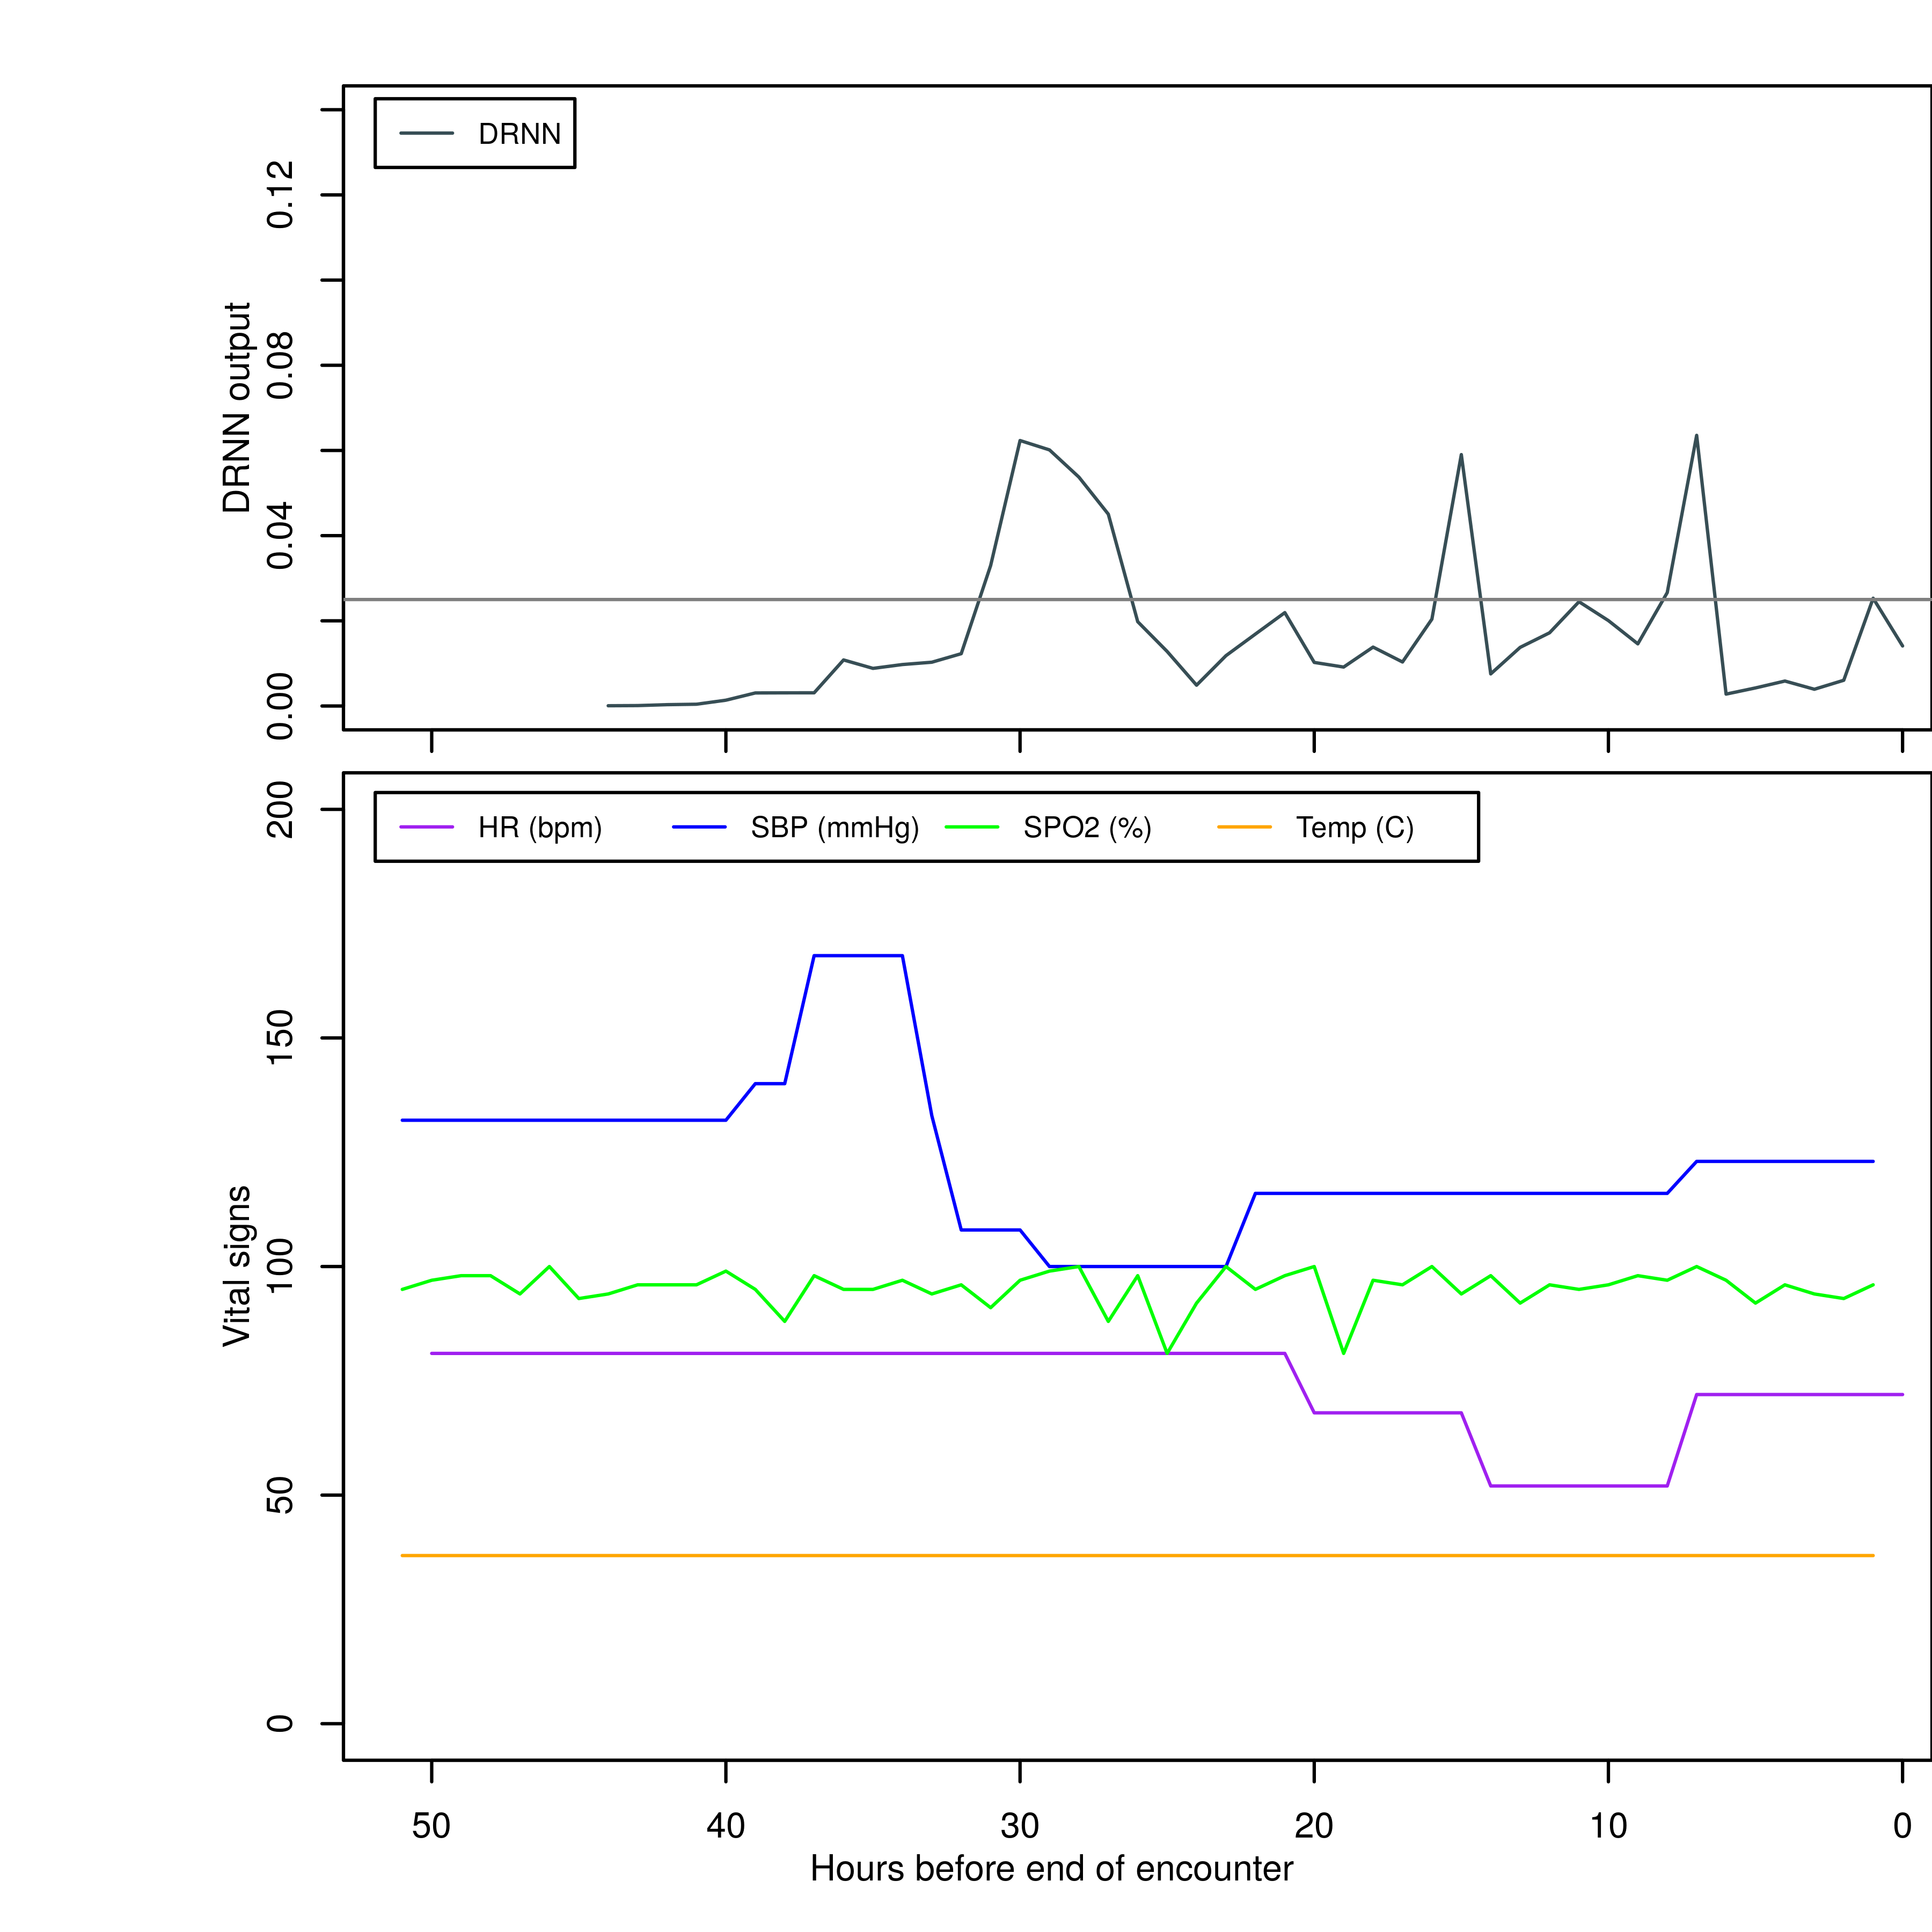 DRNN
0.12
0.08
0.04
0.00
DRNN output
HR (bpm) SBP (mmHg) SPO2 (%) Temp (C)
200
150
100
50
0
Vital signs
50 40 30 20 10 0
Hours before end of encounter